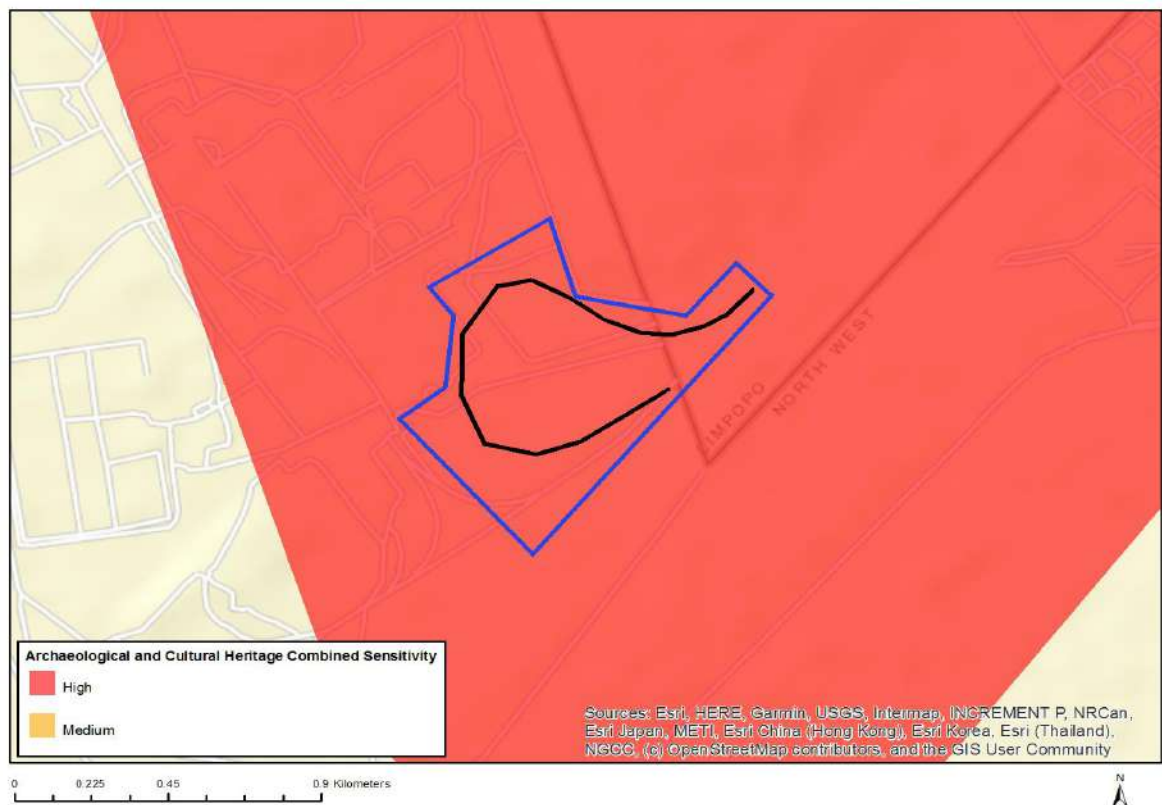 LIMPOPO
NORTH WEST
Archaeological and Cultural Heritage Combined Sensitivity
High
Medium
Sources: Esri, HERE, Garmin, USGS, Intermap, INCREMENT P, NRCan,
Esri Japan, METI, Esri China (Hong Kong), Esri Korea, Esri (Thailand),
NGCC, (c) OpenStreetMap contributors, and the GIS User Community
0 0.225 0.45 0.9 Kilometers
N